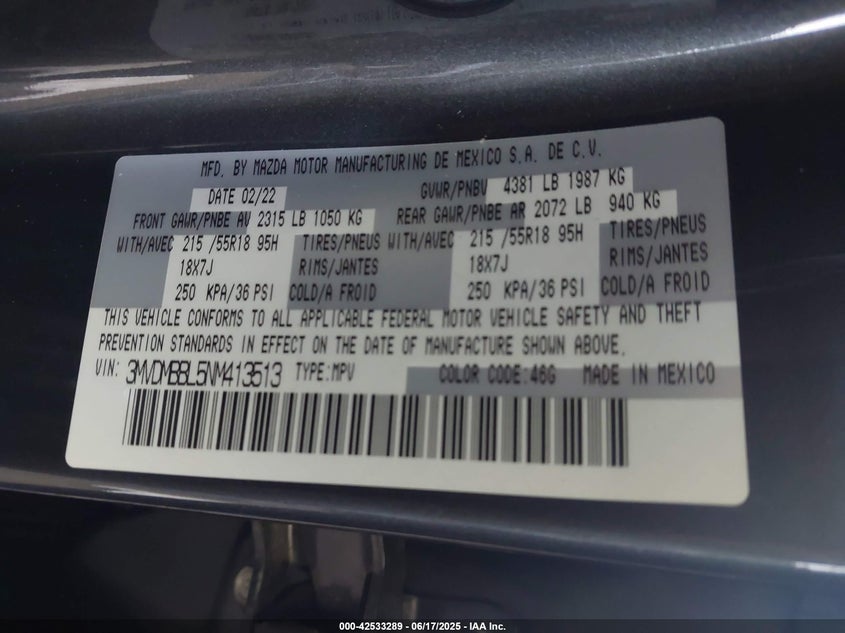 MFD. BY MAZDA MOTOR MANUFACTURING DE MEXICO S.A. DE C.V.
DATE 02/22 GVWR/PNBV 4381 LB 1987 KG
FRONT GAWR/PNBE AV 2315 LB 1050 KG REAR GAWR/PNBE AR 2072 LB 940 KG
WITH/AVEC 215 /55R18 95H TIRES/PNEUS WITH/AVEC 215 /55R18 95H TIRES/PNEUS
18X7J RIMS/JANTES 18X7J RIMS/JANTES
250 KPA/36 PSI COLD/A FROID 250 KPA/36 PSI COLD/A FROID
THIS VEHICLE CONFORMS TO ALL APPLICABLE FEDERAL MOTOR VEHICLE SAFETY AND THEFT
PREVENTION STANDARDS IN EFFECT ON THE DATE OF MANUFACTURE SHOWN ABOVE.
VIN: 3MVDMBBL5NM413513 TYPE:MPV COLOR CODE:46G MADE IN MEXICO
000-42533289 - 06/17/2025 - IAA Inc.